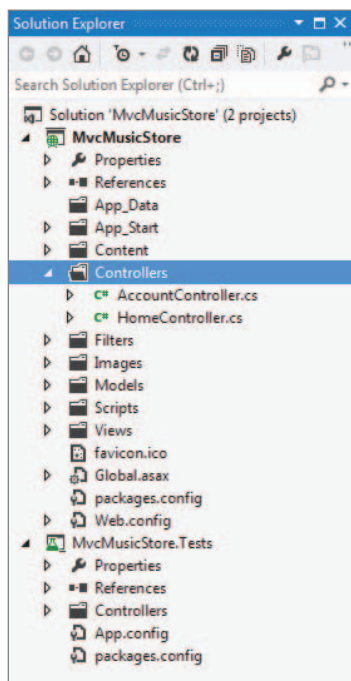 Solution Explorer
Search Solution Explorer (Ctrl+;)
Solution 'MvcMusicStore' (2 projects)
MvcMusicStore
Properties
References
App_Data
App_Start
Content
Controllers
C# AccountController.cs
C# HomeController.cs
Filters
Images
Models
Scripts
Views
favicon.ico
Global.asax
packages.config
Web.config
MvcMusicStore.Tests
Properties
References
Controllers
App.config
packages.config